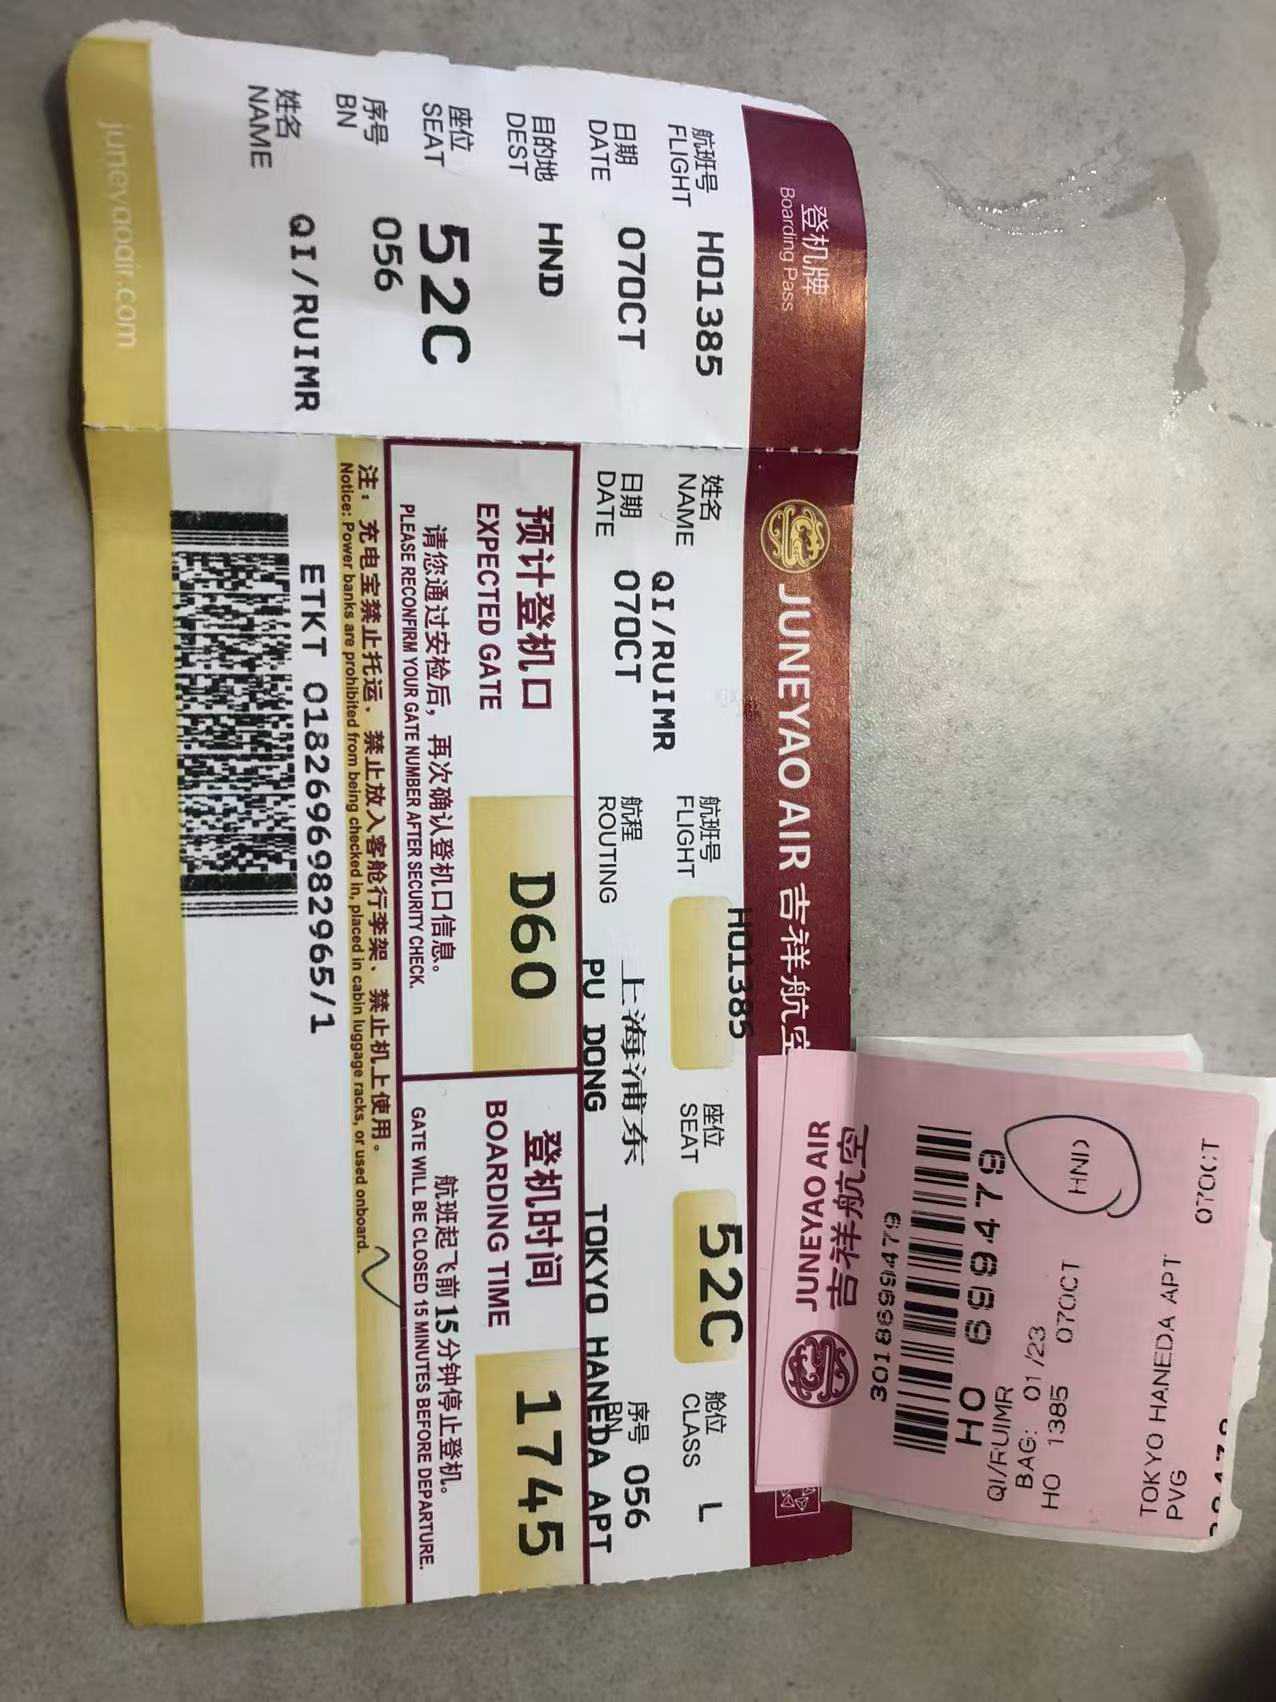 登机牌
Boarding Pass
航班号
FLIGHT
HO1385
日期
DATE
07OCT
目的地
DEST
HND
座位
SEAT
52C
序号
BN
056
姓名
NAME
QI/RUIMR
juneyaoair.com
JUNEYAO AIR 吉祥航空
姓名
NAME
QI/RUIMR
航班号
FLIGHT
HO1385
座位
SEAT
52C
舱位
CLASS
L
日期
DATE
07OCT
航程
ROUTING
上海浦东
PU DONG
TOKYO HANEDA APT
序号
BN
056
预计登机口
EXPECTED GATE
D60
请您通过安检后，再次确认登机口信息。
PLEASE RECONFIRM YOUR GATE NUMBER AFTER SECURITY CHECK.
登机时间
BOARDING TIME
1745
航班起飞前15分钟停止登机。
GATE WILL BE CLOSED 15 MINUTES BEFORE DEPARTURE.
注：充电宝禁止托运、禁止放入客舱行李架、禁止机上使用。
Notice: Power banks are prohibited from being checked in, placed in cabin luggage racks, or used onboard.
ETKT 0182696982965/1
吉祥航空
JUNEYAO AIR
3018699479
HO 699479
QI/RUIMR
BAG: 01/23
HO 1385 07OCT
HND
TOKYO HANEDA APT
PVG
07OCT